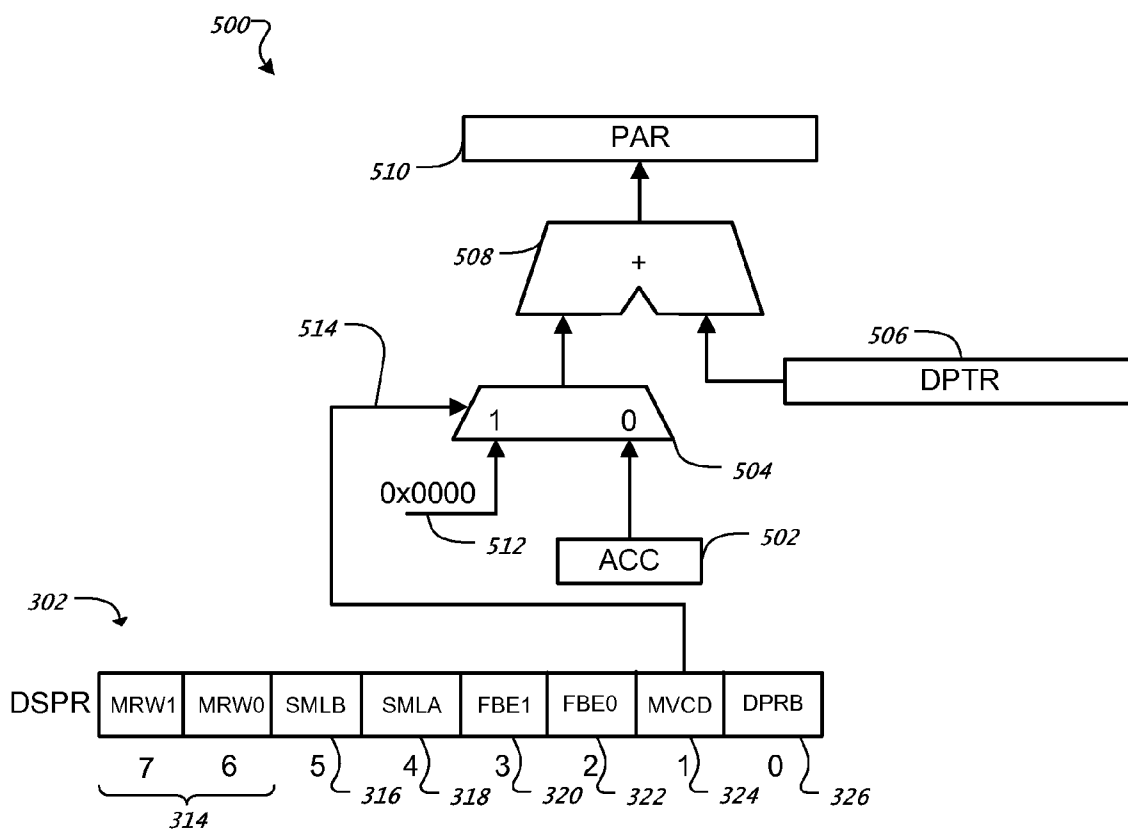 500
PAR
510
508
+
514
506
DPTR
1 0
504
0x0000
512
ACC
502
302
DSPR MRW1 MRW0 SMLB SMLA FBE1 FBE0 MVCD DPRB
7 6 5 4 3 2 1 0
316 318 320 322 324 326
314